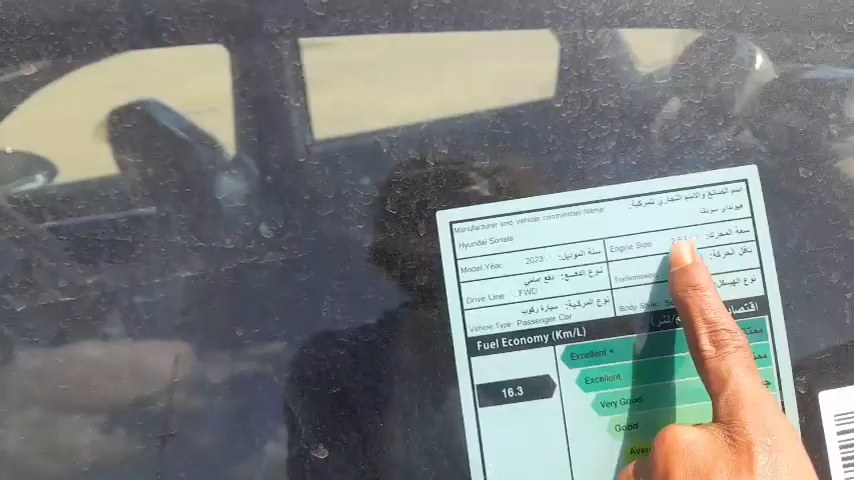 Manufacturer and vehicle commercial Name: إسم الصانع والاسم التجاري للمركبة:
Hyundai Sonata هيونداي سوناتا
Model Year: 2023 سنة الموديل:
Engine Size: سعة المحرك:
Drive Line: FWD نوع الدفع: دفع امامي
Transmission ناقل الحركة:
Vehicle Type: Passenger Car نوع المركبة: سيارة ركوب
Body Style: نوع الهيكل
Fuel Economy (Km/L)
16.3
Excellent +
Excellent
Very Good
Good